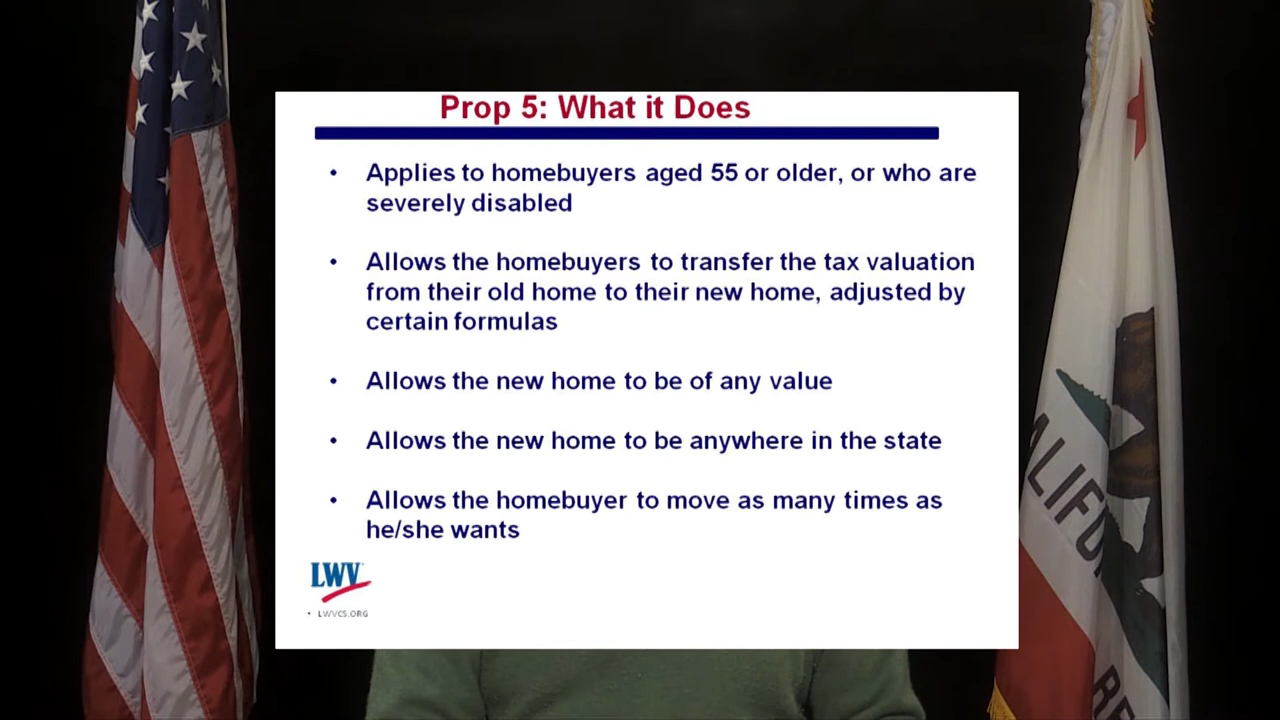 Prop 5: What it Does
• Applies to homebuyers aged 55 or older, or who are
severely disabled
• Allows the homebuyers to transfer the tax valuation
from their old home to their new home, adjusted by
certain formulas
• Allows the new home to be of any value
• Allows the new home to be anywhere in the state
• Allows the homebuyer to move as many times as
he/she wants
LWV
• LWVCS.ORG
ALIFO
RE